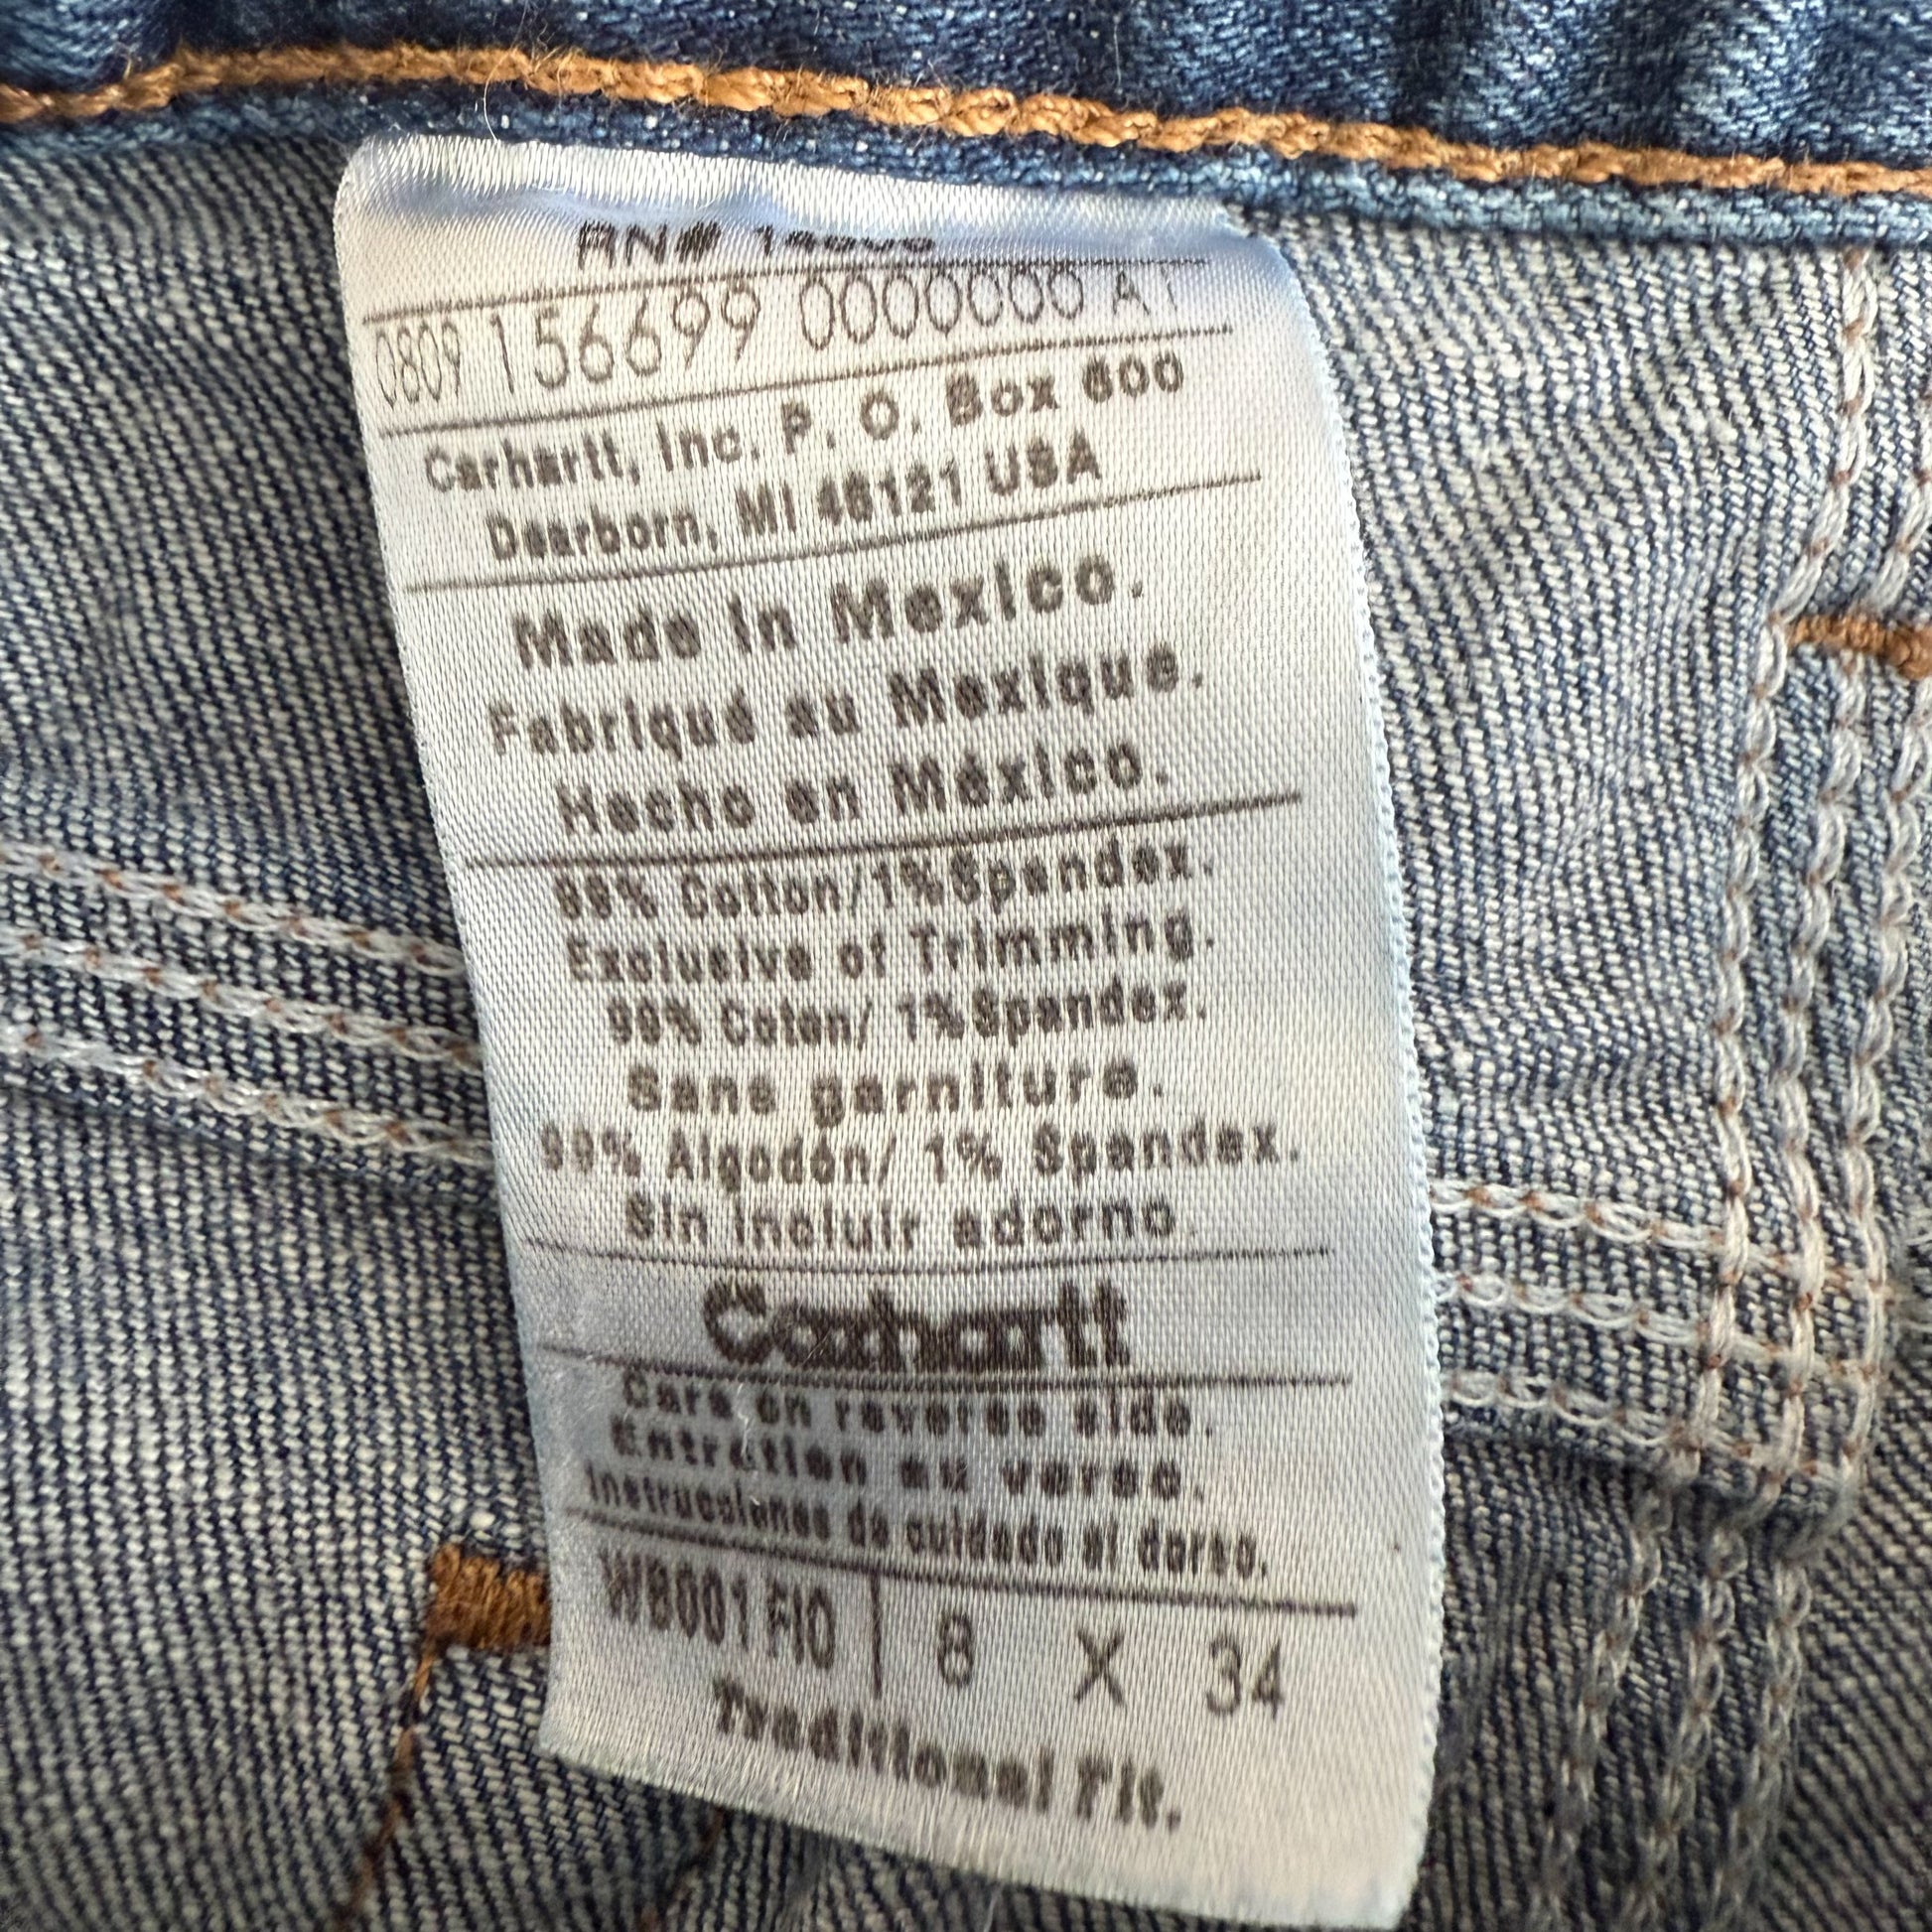 RN# 14806
0809 156699 0000000 A1
Carhartt, Inc. P. O. Box 600
Dearborn, MI 48121 USA
Made in Mexico.
Fabriqué au Mexique.
Hecho en México.
99% Cotton/1%Spandex.
Exclusive of Trimming.
99% Coton/ 1%Spandex.
Sans garniture.
99% Algodón/ 1% Spandex.
Sin incluir adorno.
Carhartt
Care on reverse side.
Entretien au verso.
Instrucciones de cuidado al dorso.
8 X 34
Traditional Fit.